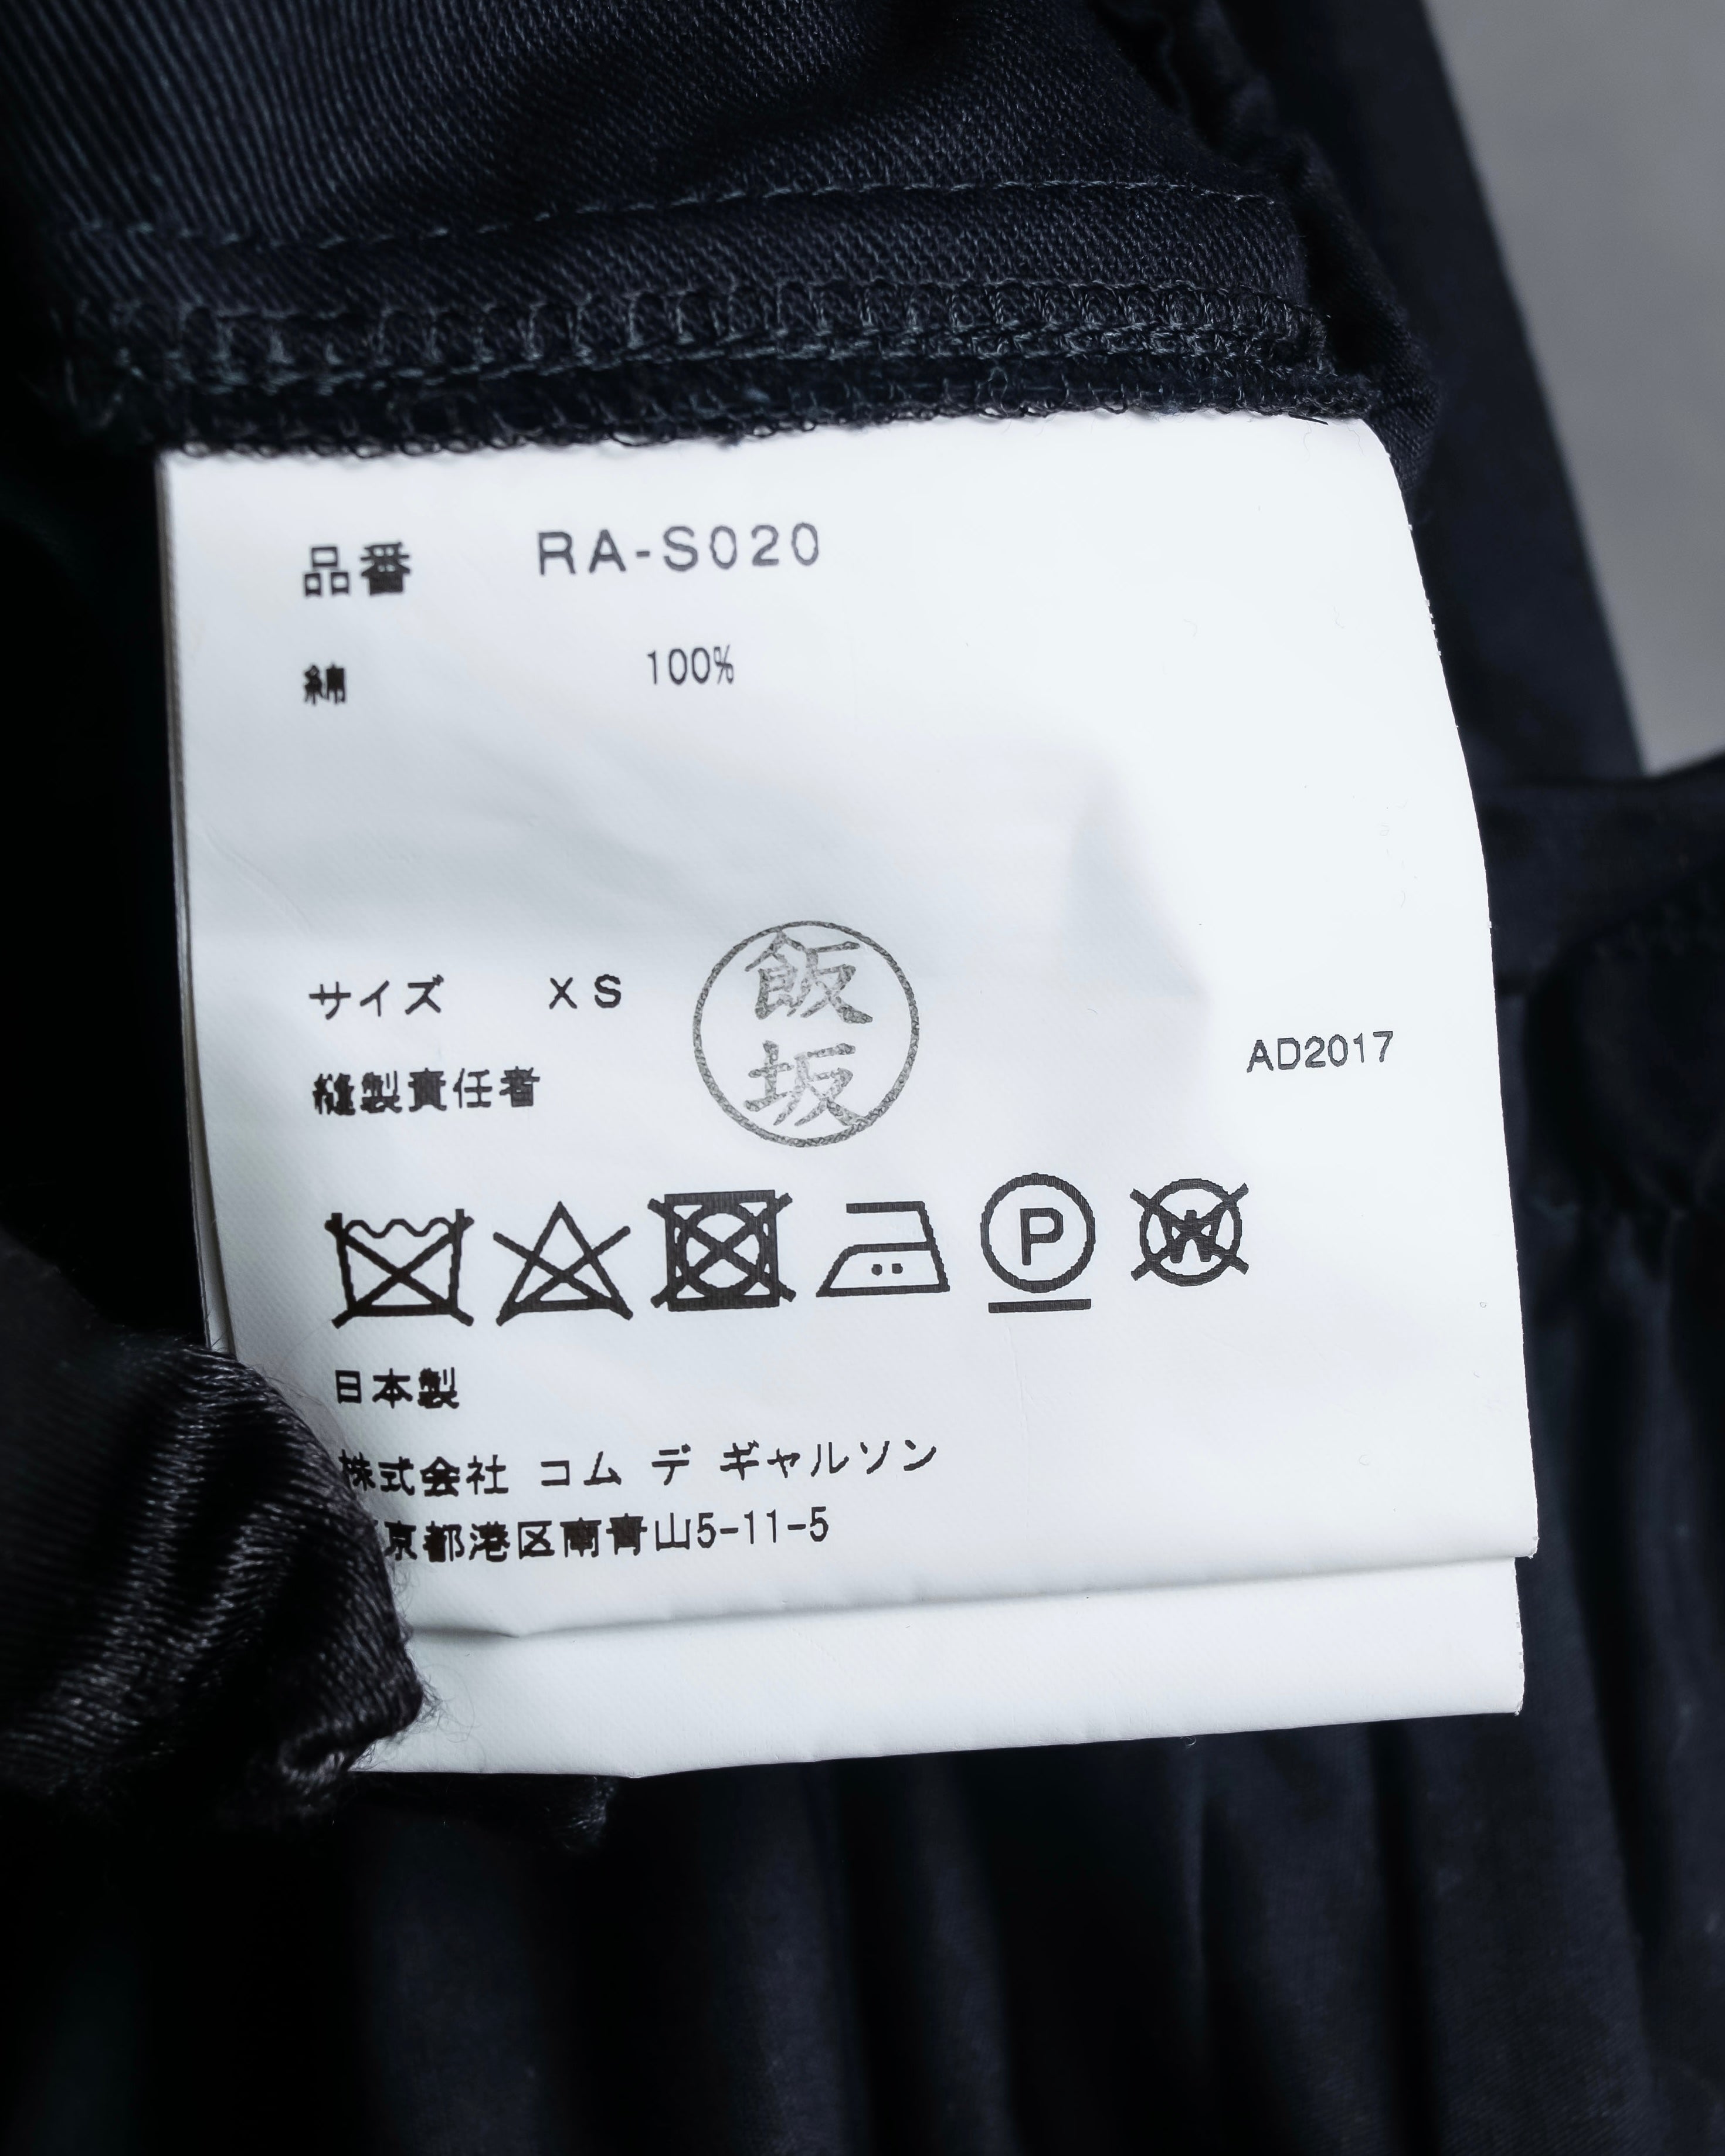 品番 RA-S020
綿 100%
サイズ XS
飯坂
縫製責任者
AD2017
P W
日本製
株式会社 コム デ ギャルソン
京都港区南青山5-11-5